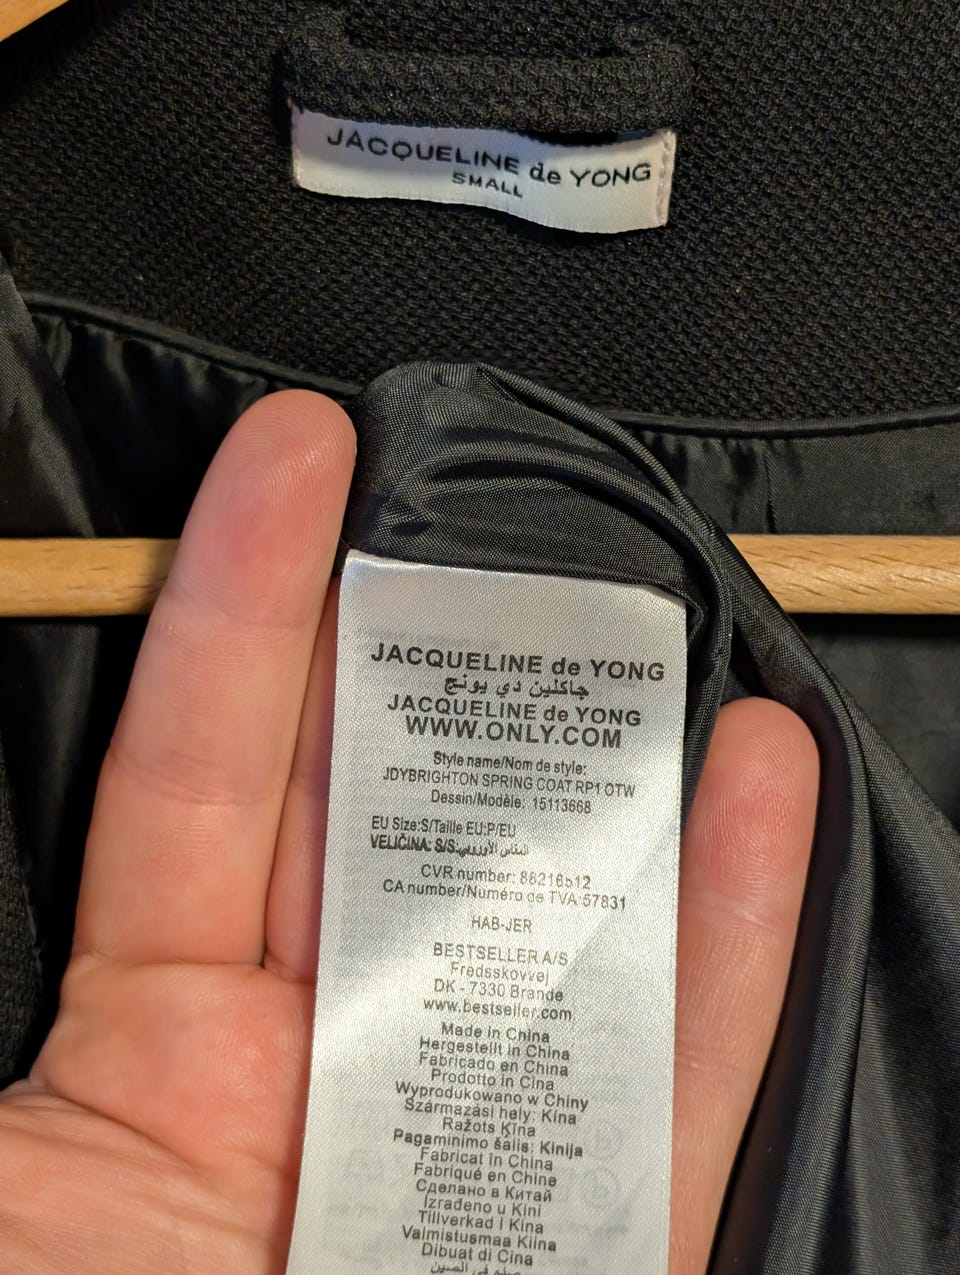 JACQUELINE de YONG
SMALL
JACQUELINE de YONG
جاكلين دي يونج
JACQUELINE de YONG
WWW.ONLY.COM
Style name/Nom de style:
JDYBRIGHTON SPRING COAT RP1 OTW
Dessin/Modèle: 15113668
EU Size:S/Taille EU:P/EU
VELIČINA: S/S:
CVR number:
CA number/Numéro de TVA:57831
HAB-JER
BESTSELLER A/S
Fredsskovvej
DK - 7330 Brande
www.bestseller.com
Made in China
Hergestellt in China
Fabricado en China
Prodotto in Cina
Wyprodukowano w Chiny
Származási hely: Kína
Ražots Ķīna
Pagaminimo šalis: Kinija
Fabricat în China
Fabriqué en Chine
Сделано в Китай
Izrađeno u Kini
Tillverkad i Kina
Valmistusmaa Kiina
Dibuat di Cina
صنع في الصين